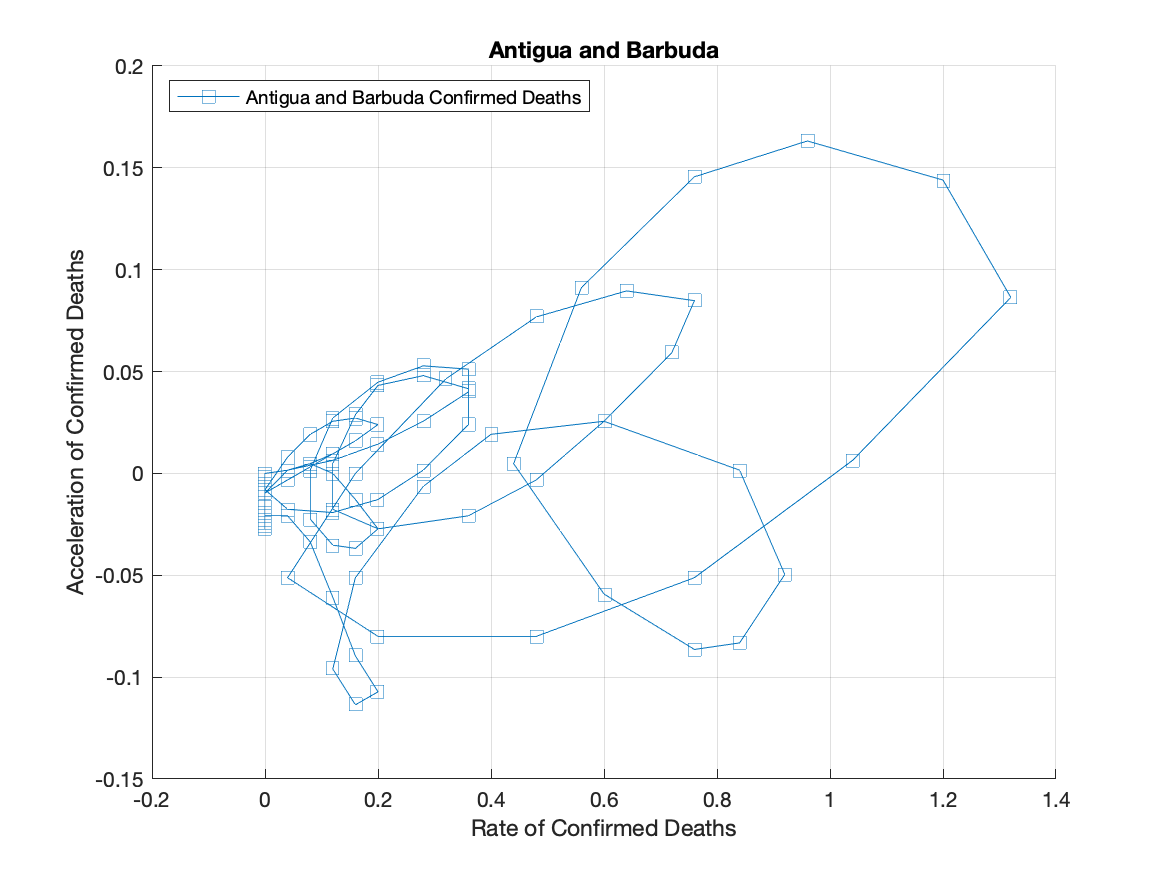 Antigua and Barbuda
Antigua and Barbuda Confirmed Deaths
0.2
0.15
0.1
0.05
0
-0.05
-0.1
-0.15
Acceleration of Confirmed Deaths
-0.2 0 0.2 0.4 0.6 0.8 1 1.2 1.4
Rate of Confirmed Deaths